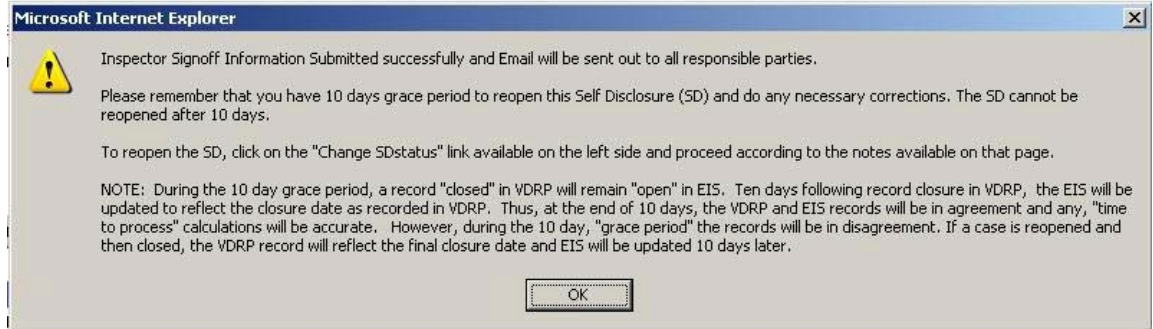 Microsoft Internet Explorer
Inspector Signoff Information Submitted successfully and Email will be sent out to all responsible parties.
Please remember that you have 10 days grace period to reopen this Self Disclosure (SD) and do any necessary corrections. The SD cannot be
reopened after 10 days.
To reopen the SD, click on the "Change SDstatus" link available on the left side and proceed according to the notes available on that page.
NOTE: During the 10 day grace period, a record "closed" in VDRP will remain "open" in EIS. Ten days following record closure in VDRP, the EIS will be
updated to reflect the closure date as recorded in VDRP. Thus, at the end of 10 days, the VDRP and EIS records will be in agreement and any, "time
to process" calculations will be accurate. However, during the 10 day, "grace period" the records will be in disagreement. If a case is reopened and
then closed, the VDRP record will reflect the final closure date and EIS will be updated 10 days later.
OK